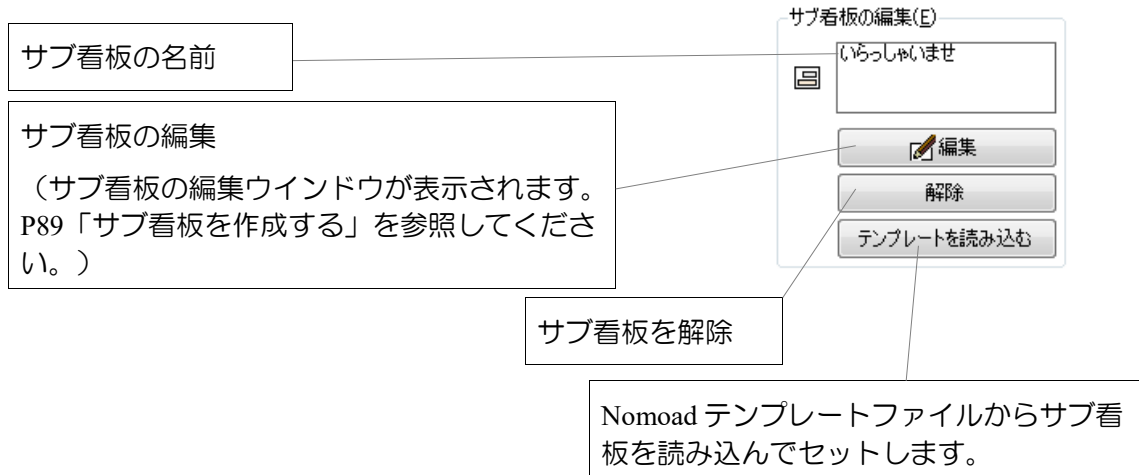 サブ看板の編集(E)
サブ看板の名前
いらっしゃいませ
サブ看板の編集
（サブ看板の編集ウインドウが表示されます。
P89「サブ看板を作成する」を参照してくださ
い。）
編集
解除
テンプレートを読み込む
サブ看板を解除
Nomoad テンプレートファイルからサブ看
板を読み込んでセットします。